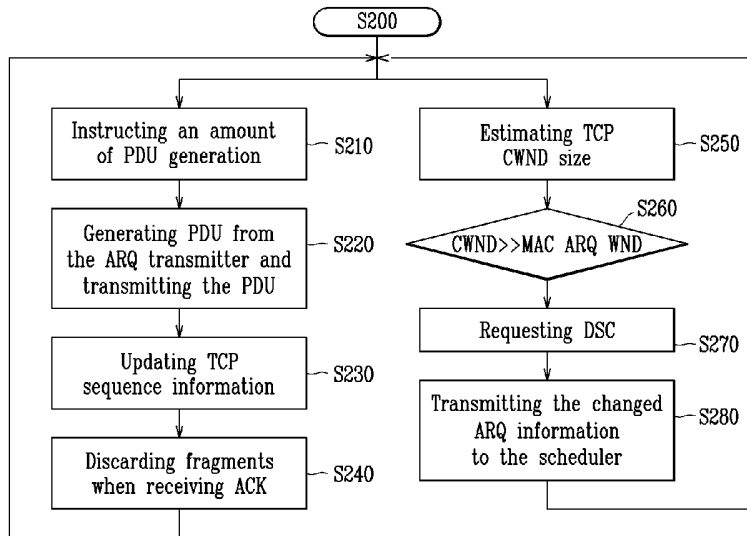 S200
Instructing an amount
of PDU generation
S210
Generating PDU from
the ARQ transmitter and
transmitting the PDU
S220
Updating TCP
sequence information
S230
Discarding fragments
when receiving ACK
S240
Estimating TCP
CWND size
S250
S260
CWND>>MAC ARQ WND
Requesting DSC
S270
Transmitting the changed
ARQ information
to the scheduler
S280